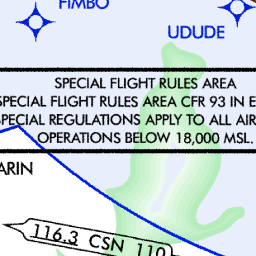 FIMBO
UDUDE
SPECIAL FLIGHT RULES AREA
SPECIAL FLIGHT RULES AREA CFR 93 IN E
SPECIAL REGULATIONS APPLY TO ALL AIR
OPERATIONS BELOW 18,000 MSL.
ARIN
116.3 CSN 110